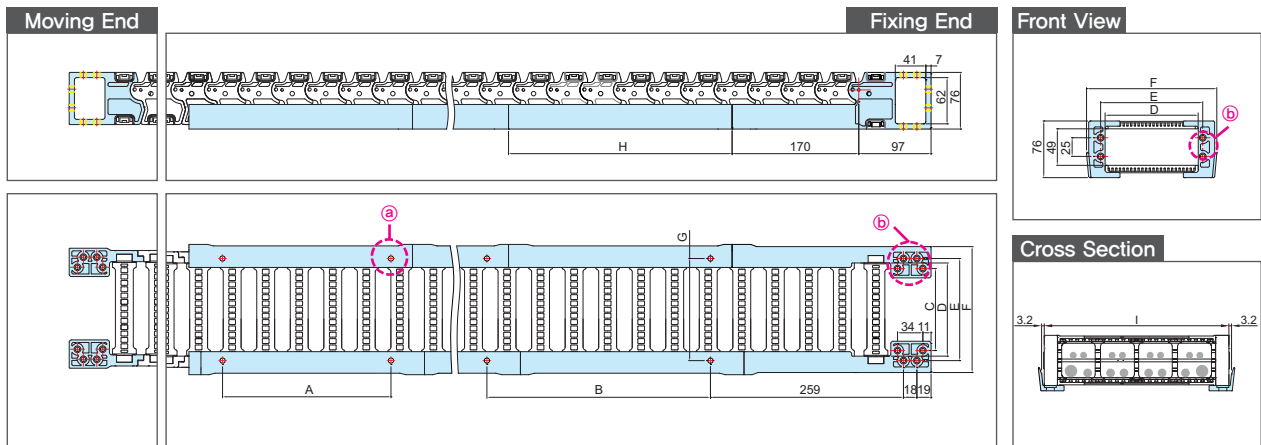 Moving End
Fixing End
Front View
41
7
62
76
H
170
97
F
E
D
ⓑ
76
49
25
ⓐ
ⓑ
G
C
D
E
F
34
11
A
B
259
18
19
Cross Section
3.2
I
3.2